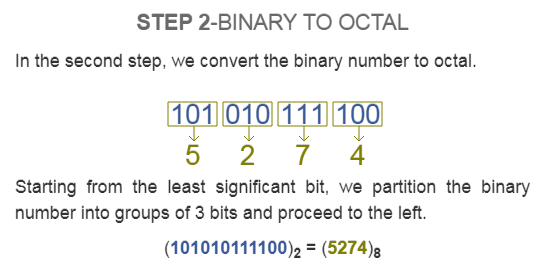 STEP 2-BINARY TO OCTAL
In the second step, we convert the binary number to octal.
101 010 111 100
5 2 7 4
Starting from the least significant bit, we partition the binary
number into groups of 3 bits and proceed to the left.
(101010111100)₂ = (5274)₈